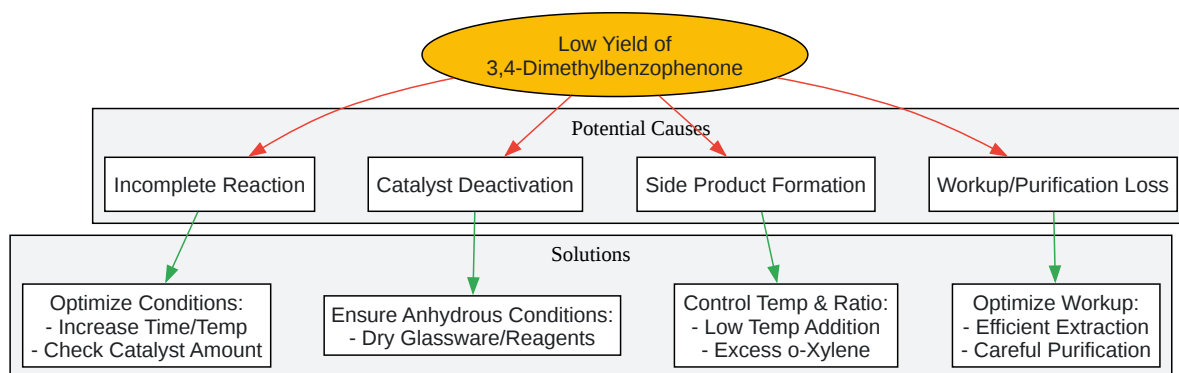 Low Yield of
3,4-Dimethylbenzophenone
Potential Causes
Incomplete Reaction
Catalyst Deactivation
Side Product Formation
Workup/Purification Loss
Solutions
Optimize Conditions:
- Increase Time/Temp
- Check Catalyst Amount
Ensure Anhydrous Conditions:
- Dry Glassware/Reagents
Control Temp & Ratio:
- Low Temp Addition
- Excess o-Xylene
Optimize Workup:
- Efficient Extraction
- Careful Purification